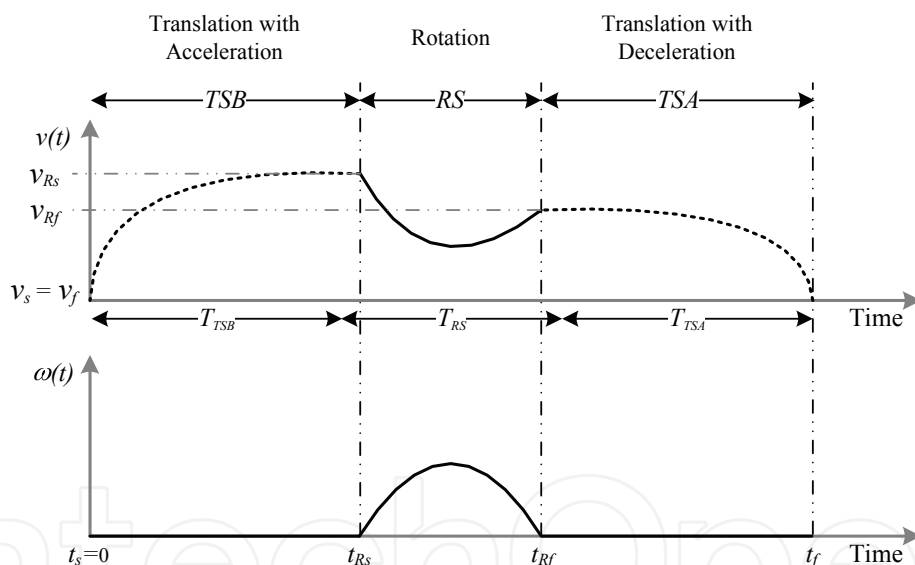 Translation with
Acceleration
Rotation
Translation with
Deceleration
TSB
RS
TSA
v(t)
v_Rs
v_Rf
v_s = v_f
T_TSB
T_RS
T_TSA
Time
ω(t)
t_s=0
t_Rs
t_Rf
t_f
Time